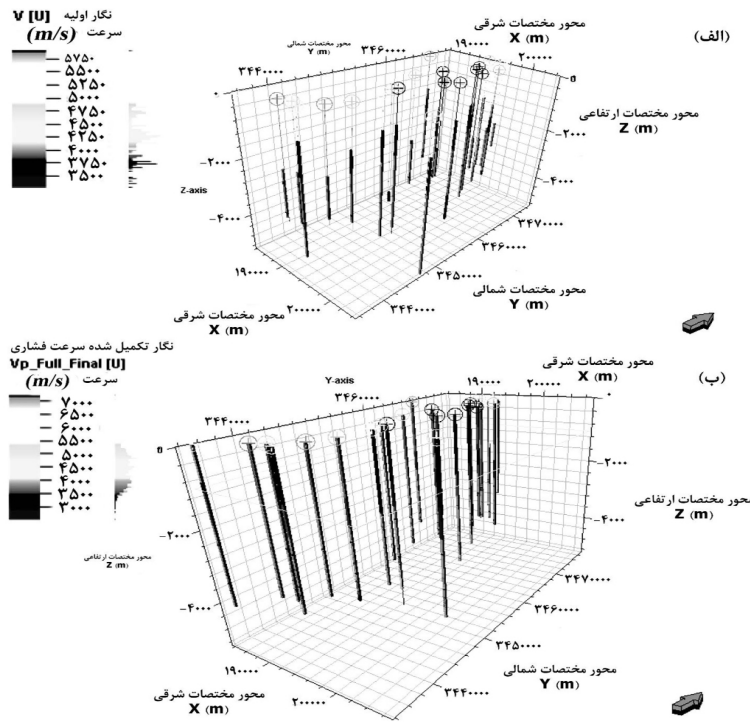 (الف)
V [U] نگار اولیه
(m/s) سرعت
۵۷۵۰
۵۵۰۰
۵۲۵۰
۵۰۰۰
۴۷۵۰
۴۵۰۰
۴۲۵۰
۴۰۰۰
۳۷۵۰
۳۵۰۰
محور مختصات شمالی
Y (m)
محور مختصات شرقی
X (m)
۳۴۴۰۰۰۰
۳۴۶۰۰۰۰
۱۹۰۰۰۰
۲۰۰۰۰۰
۰
-۲۰۰۰
-۴۰۰۰
Z-axis
محور مختصات ارتفاعی
Z (m)
-۲۰۰۰
-۴۰۰۰
۱۹۰۰۰۰
۲۰۰۰۰۰
محور مختصات شرقی
X (m)
۳۴۴۰۰۰۰
۳۴۵۰۰۰۰
۳۴۶۰۰۰۰
۳۴۷۰۰۰۰
محور مختصات شمالی
Y (m)
(ب)
نگار تکمیل شده سرعت فشاری
Vp_Full_Final [U]
(m/s) سرعت
۷۰۰۰
۶۵۰۰
۶۰۰۰
۵۵۰۰
۵۰۰۰
۴۵۰۰
۴۰۰۰
۳۵۰۰
۳۰۰۰
Y-axis
محور مختصات شرقی
X (m)
۳۴۴۰۰۰۰
۳۴۶۰۰۰۰
۱۹۰۰۰۰
۲۰۰۰۰۰
-۲۰۰۰
-۴۰۰۰
محور مختصات ارتفاعی
Z (m)
۰
-۲۰۰۰
-۴۰۰۰
محور مختصات ارتفاعی
Z (m)
۱۹۰۰۰۰
۲۰۰۰۰۰
محور مختصات شرقی
X (m)
۳۴۴۰۰۰۰
۳۴۵۰۰۰۰
۳۴۶۰۰۰۰
۳۴۷۰۰۰۰
محور مختصات شمالی
Y (m)